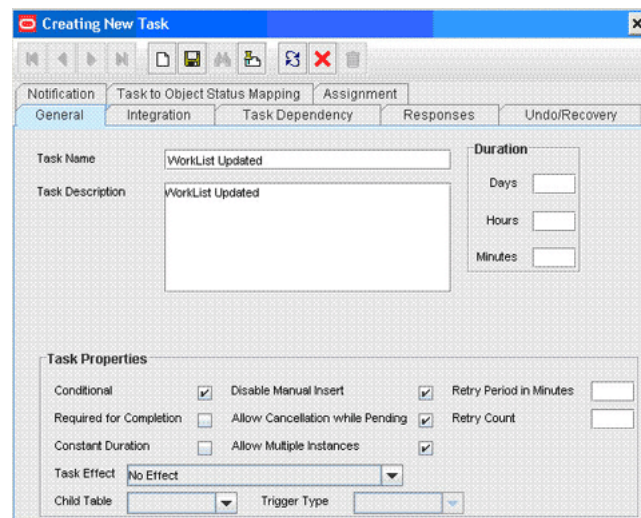 Creating New Task
Notification Task to Object Status Mapping Assignment
General Integration Task Dependency Responses Undo/Recovery
Task Name WorkList Updated
Duration
Task Description WorkList Updated
Days
Hours
Minutes
Task Properties
Conditional Disable Manual Insert Retry Period in Minutes
Required for Completion Allow Cancellation while Pending Retry Count
Constant Duration Allow Multiple Instances
Task Effect No Effect
Child Table Trigger Type